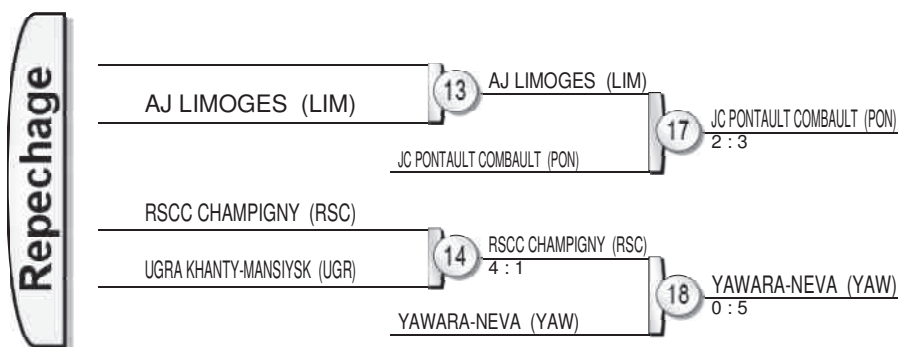 Repechage
AJ LIMOGES (LIM)
13
AJ LIMOGES (LIM)
JC PONTAULT COMBAULT (PON)
17
JC PONTAULT COMBAULT (PON)
2 : 3
RSCC CHAMPIGNY (RSC)
UGRA KHANTY-MANSIYSK (UGR)
14
RSCC CHAMPIGNY (RSC)
4 : 1
YAWARA-NEVA (YAW)
18
YAWARA-NEVA (YAW)
0 : 5